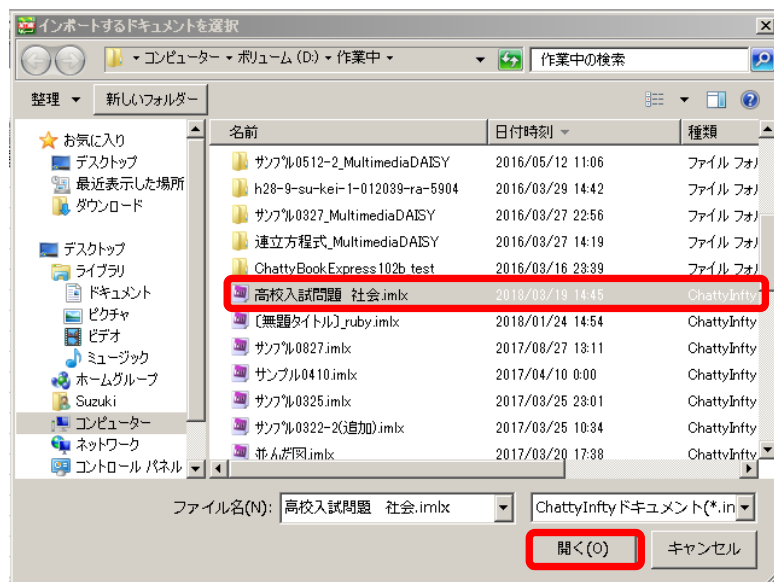 インポートするドキュメントを選択
コンピューター ▾ ボリューム (D:) ▾ 作業中 ▾
作業中の検索
整理 ▼ 新しいフォルダー
お気に入り
デスクトップ
最近表示した場所
ダウンロード
デスクトップ
ライブラリ
ドキュメント
ピクチャ
ビデオ
ミュージック
ホームグループ
Suzuki
コンピューター
ネットワーク
コントロール パネル
名前 日付時刻 種類
サンプル0512-2_MultimediaDAISY 2016/05/12 11:06 ファイル フォル
h28-9-su-kei-1-012039-ra-5904 2016/03/29 14:42 ファイル フォル
サンプル0327_MultimediaDAISY 2016/03/27 22:56 ファイル フォル
連立方程式_MultimediaDAISY 2016/03/27 14:19 ファイル フォル
ChattyBookExpress102b test 2016/03/16 23:39 ファイル フォル
高校入試問題 社会.imlx 2018/03/19 14:45 ChattyInfty
[無題タイトル]_ruby.imlx 2018/01/24 14:54 ChattyInfty
サンプル0827.imlx 2017/08/27 13:11 ChattyInfty
サンプル0410.imlx 2017/04/10 0:00 ChattyInfty
サンプル0325.imlx 2017/03/25 23:01 ChattyInfty
サンプル0322-2(追加).imlx 2017/03/25 10:34 ChattyInfty
並んだ図.imlx 2017/03/20 17:38 ChattyInfty
ファイル名(N): 高校入試問題 社会.imlx ChattyInftyドキュメント(*.in
開く(O) キャンセル